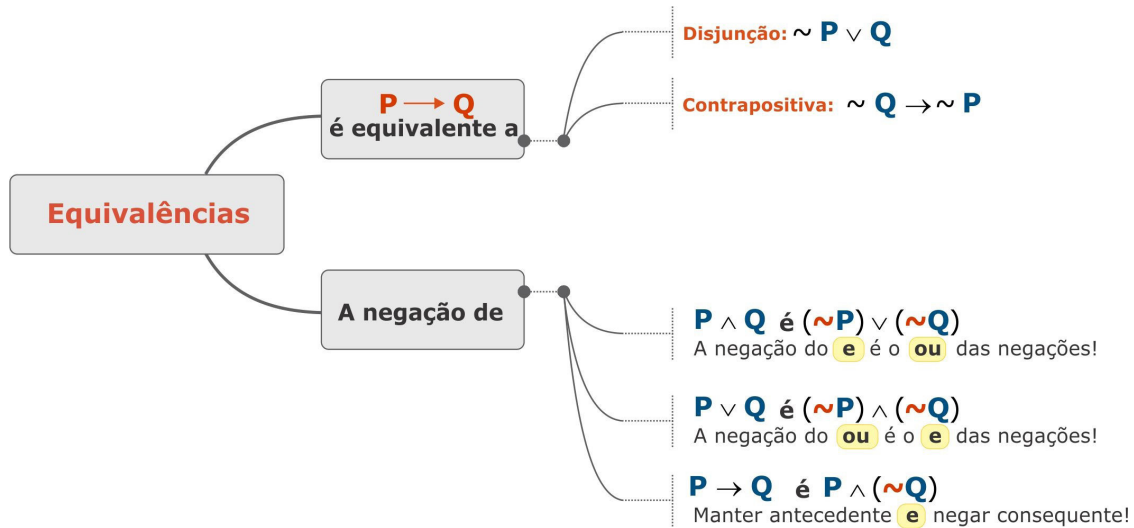 Equivalências
P → Q
é equivalente a
Disjunção: ~ P ∨ Q
Contrapositiva: ~ Q → ~ P
A negação de
P ∧ Q é (~P) ∨ (~Q)
A negação do e é o ou das negações!
P ∨ Q é (~P) ∧ (~Q)
A negação do ou é o e das negações!
P → Q é P ∧ (~Q)
Manter antecedente e negar consequente!